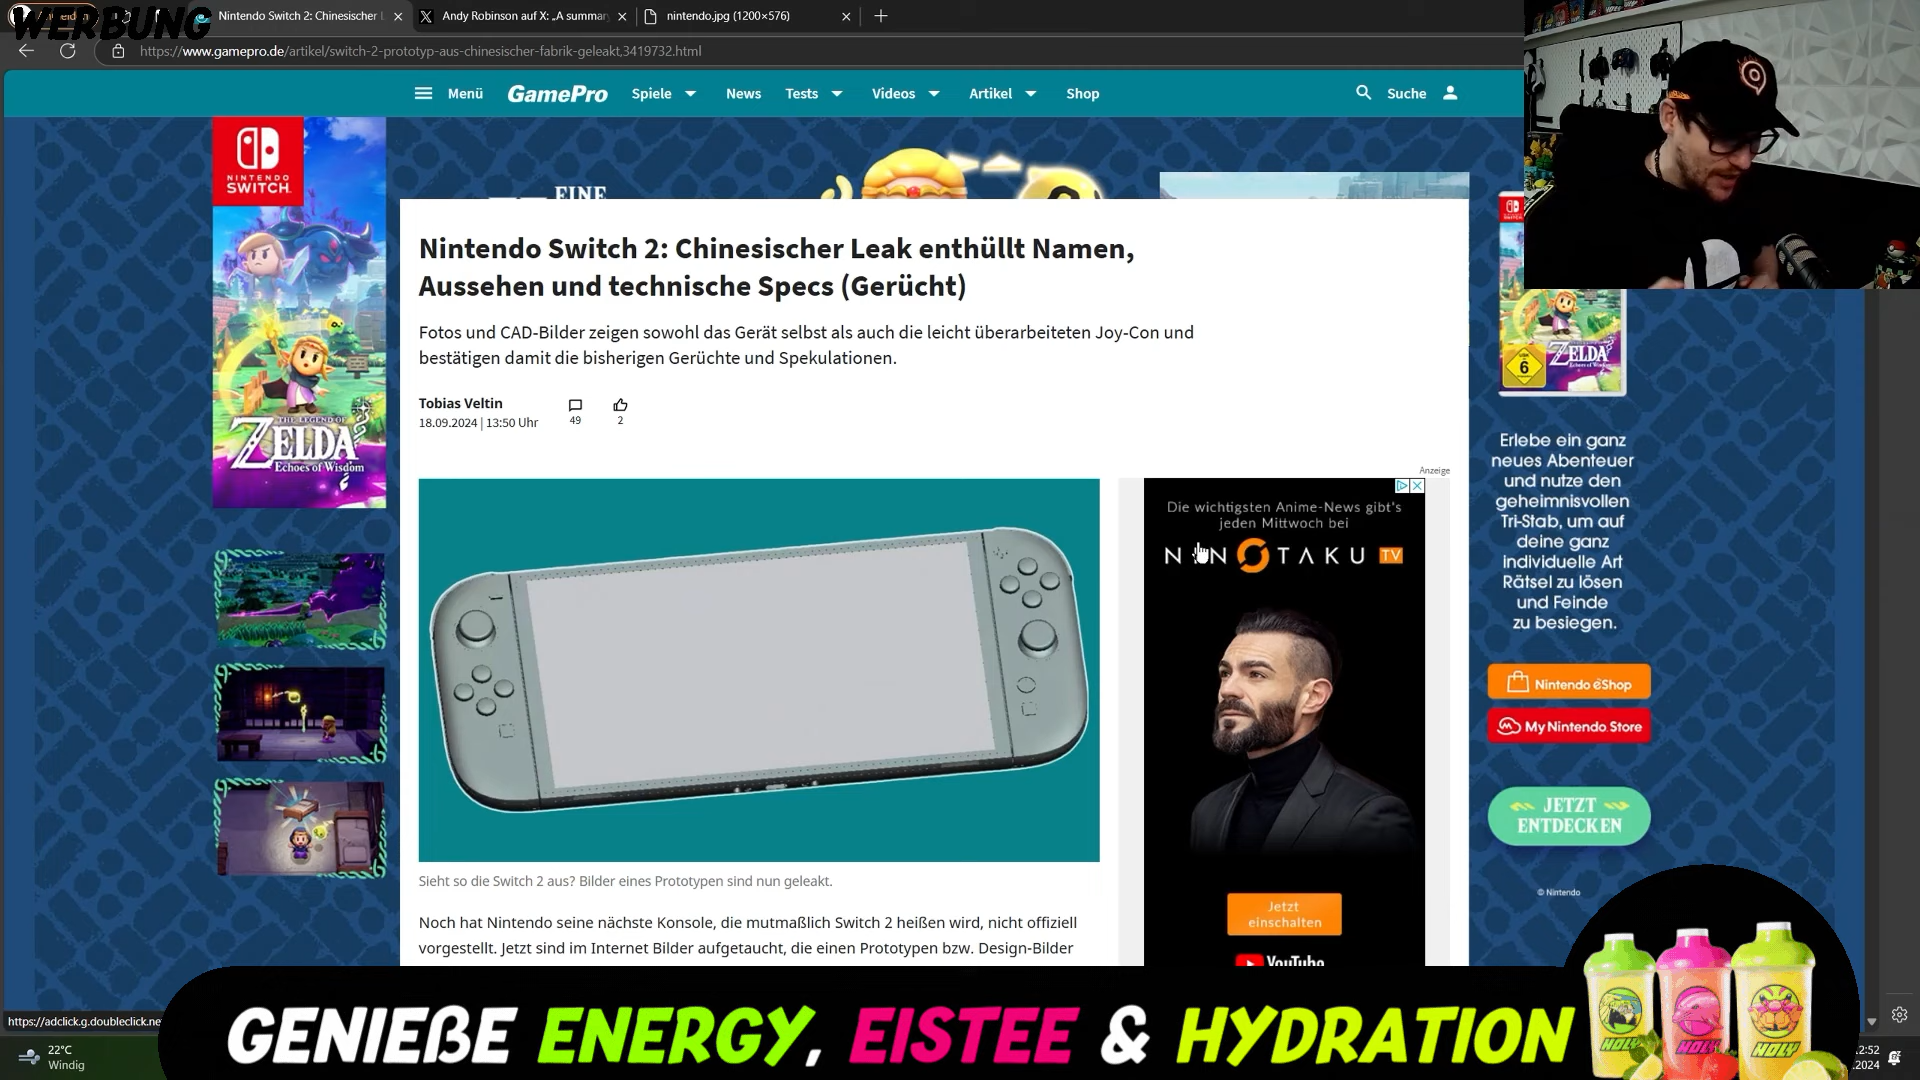 WERBUNG
Nintendo Switch 2: Chinesischer L
Andy Robinson auf X: „A summar
nintendo.jpg (1200×576)
https://www.gamepro.de/artikel/switch-2-prototyp-aus-chinesischer-fabrik-geleakt,3419732.html
Menü
GamePro
Spiele
News
Tests
Videos
Artikel
Shop
Suche
NINTENDO
SWITCH
EINE
THE LEGEND OF
ZELDA
Echoes of Wisdom
Nintendo Switch 2: Chinesischer Leak enthüllt Namen,
Aussehen und technische Specs (Gerücht)
Fotos und CAD-Bilder zeigen sowohl das Gerät selbst als auch die leicht überarbeiteten Joy-Con und
bestätigen damit die bisherigen Gerüchte und Spekulationen.
Tobias Veltin
18.09.2024 | 13:50 Uhr
49
2
Anzeige
Die wichtigsten Anime-News gibt's
jeden Mittwoch bei
NINOTAKU TV
Jetzt
einschalten
YouTube
6
ZELDA
Erlebe ein ganz
neues Abenteuer
und nutze den
geheimnisvollen
Tri-Stab, um auf
deine ganz
individuelle Art
Rätsel zu lösen
und Feinde
zu besiegen.
Nintendo eShop
My Nintendo Store
JETZT
ENTDECKEN
© Nintendo
Sieht so die Switch 2 aus? Bilder eines Prototypen sind nun geleakt.
Noch hat Nintendo seine nächste Konsole, die mutmaßlich Switch 2 heißen wird, nicht offiziell
vorgestellt. Jetzt sind im Internet Bilder aufgetaucht, die einen Prototypen bzw. Design-Bilder
https://adclick.g.doubleclick.ne
GENIEẞE ENERGY, EISTEE & HYDRATION
HOLY
HOLY
HOLY
22°C
Windig
2:52
.2024